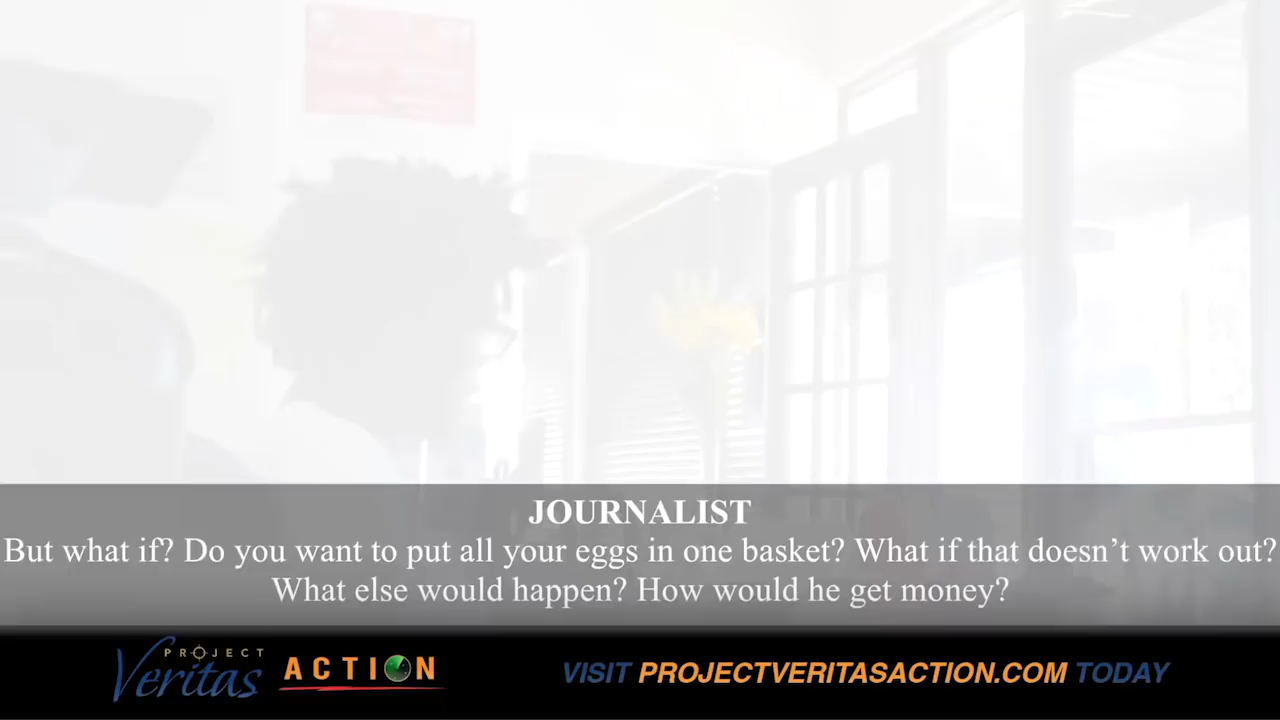 JOURNALIST
But what if? Do you want to put all your eggs in one basket? What if that doesn’t work out?
What else would happen? How would he get money?
PROJECT
Veritas ACTION
VISIT PROJECTVERITASACTION.COM TODAY